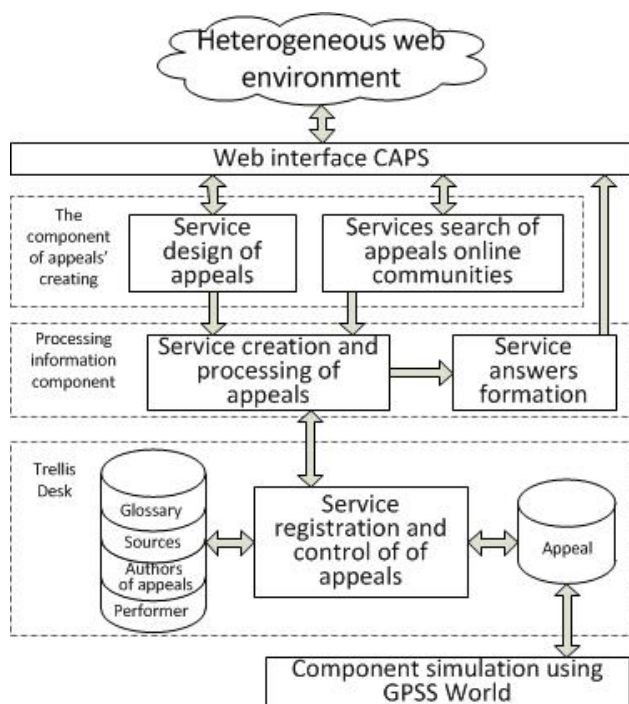 Heterogeneous web
environment
Web interface CAPS
The
component
of appeals'
creating
Service
design of
appeals
Services search of
appeals online
communities
Processing
information
component
Service creation and
processing of
appeals
Service
answers
formation
Trellis
Desk
Glossary
Sources
Authors
of appeals
Performer
Service
registration and
control of of
appeals
Appeal
Component simulation using
GPSS World